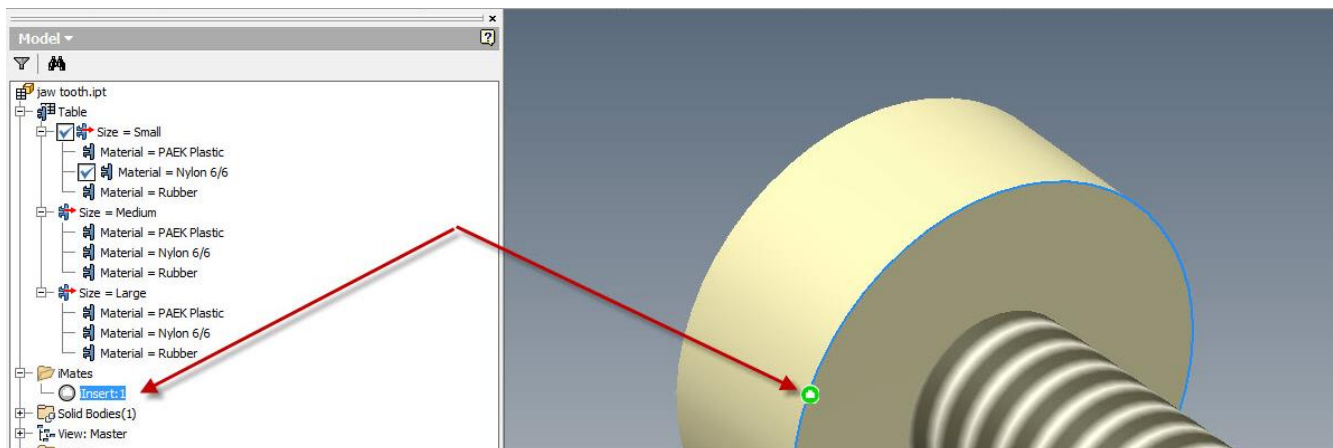 Model
jaw tooth.ipt
Table
Size = Small
Material = PAEK Plastic
Material = Nylon 6/6
Material = Rubber
Size = Medium
Material = PAEK Plastic
Material = Nylon 6/6
Material = Rubber
Size = Large
Material = PAEK Plastic
Material = Nylon 6/6
Material = Rubber
iMates
Insert:1
Solid Bodies(1)
View: Master